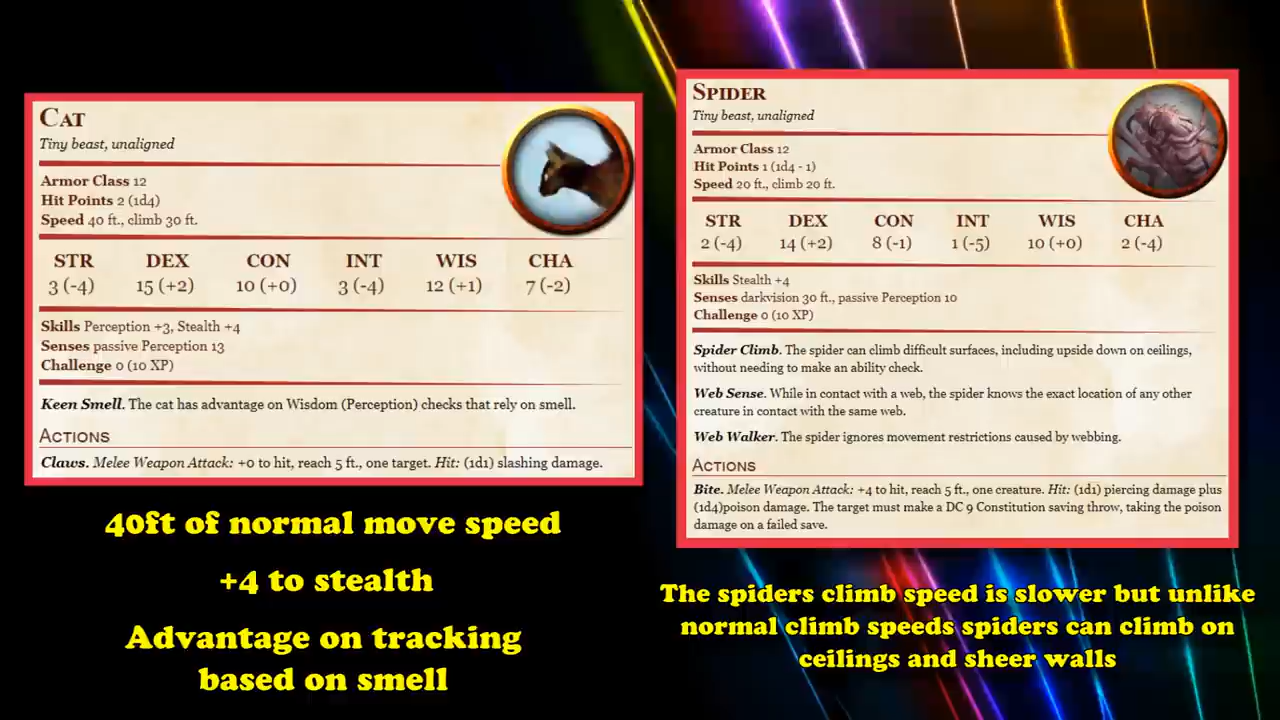 CAT
Tiny beast, unaligned
Armor Class 12
Hit Points 2 (1d4)
Speed 40 ft., climb 30 ft.
STR DEX CON INT WIS CHA
3 (-4) 15 (+2) 10 (+0) 3 (-4) 12 (+1) 7 (-2)
Skills Perception +3, Stealth +4
Senses passive Perception 13
Challenge 0 (10 XP)
Keen Smell. The cat has advantage on Wisdom (Perception) checks that rely on smell.
ACTIONS
Claws. Melee Weapon Attack: +0 to hit, reach 5 ft., one target. Hit: (1d1) slashing damage.
40ft of normal move speed
+4 to stealth
Advantage on tracking
based on smell
SPIDER
Tiny beast, unaligned
Armor Class 12
Hit Points 1 (1d4 - 1)
Speed 20 ft., climb 20 ft.
STR DEX CON INT WIS CHA
2 (-4) 14 (+2) 8 (-1) 1 (-5) 10 (+0) 2 (-4)
Skills Stealth +4
Senses darkvision 30 ft., passive Perception 10
Challenge 0 (10 XP)
Spider Climb. The spider can climb difficult surfaces, including upside down on ceilings,
without needing to make an ability check.
Web Sense. While in contact with a web, the spider knows the exact location of any other
creature in contact with the same web.
Web Walker. The spider ignores movement restrictions caused by webbing.
ACTIONS
Bite. Melee Weapon Attack: +4 to hit, reach 5 ft., one creature. Hit: (1d1) piercing damage plus
(1d4)poison damage. The target must make a DC 9 Constitution saving throw, taking the poison
damage on a failed save.
The spiders climb speed is slower but unlike
normal climb speeds spiders can climb on
ceilings and sheer walls